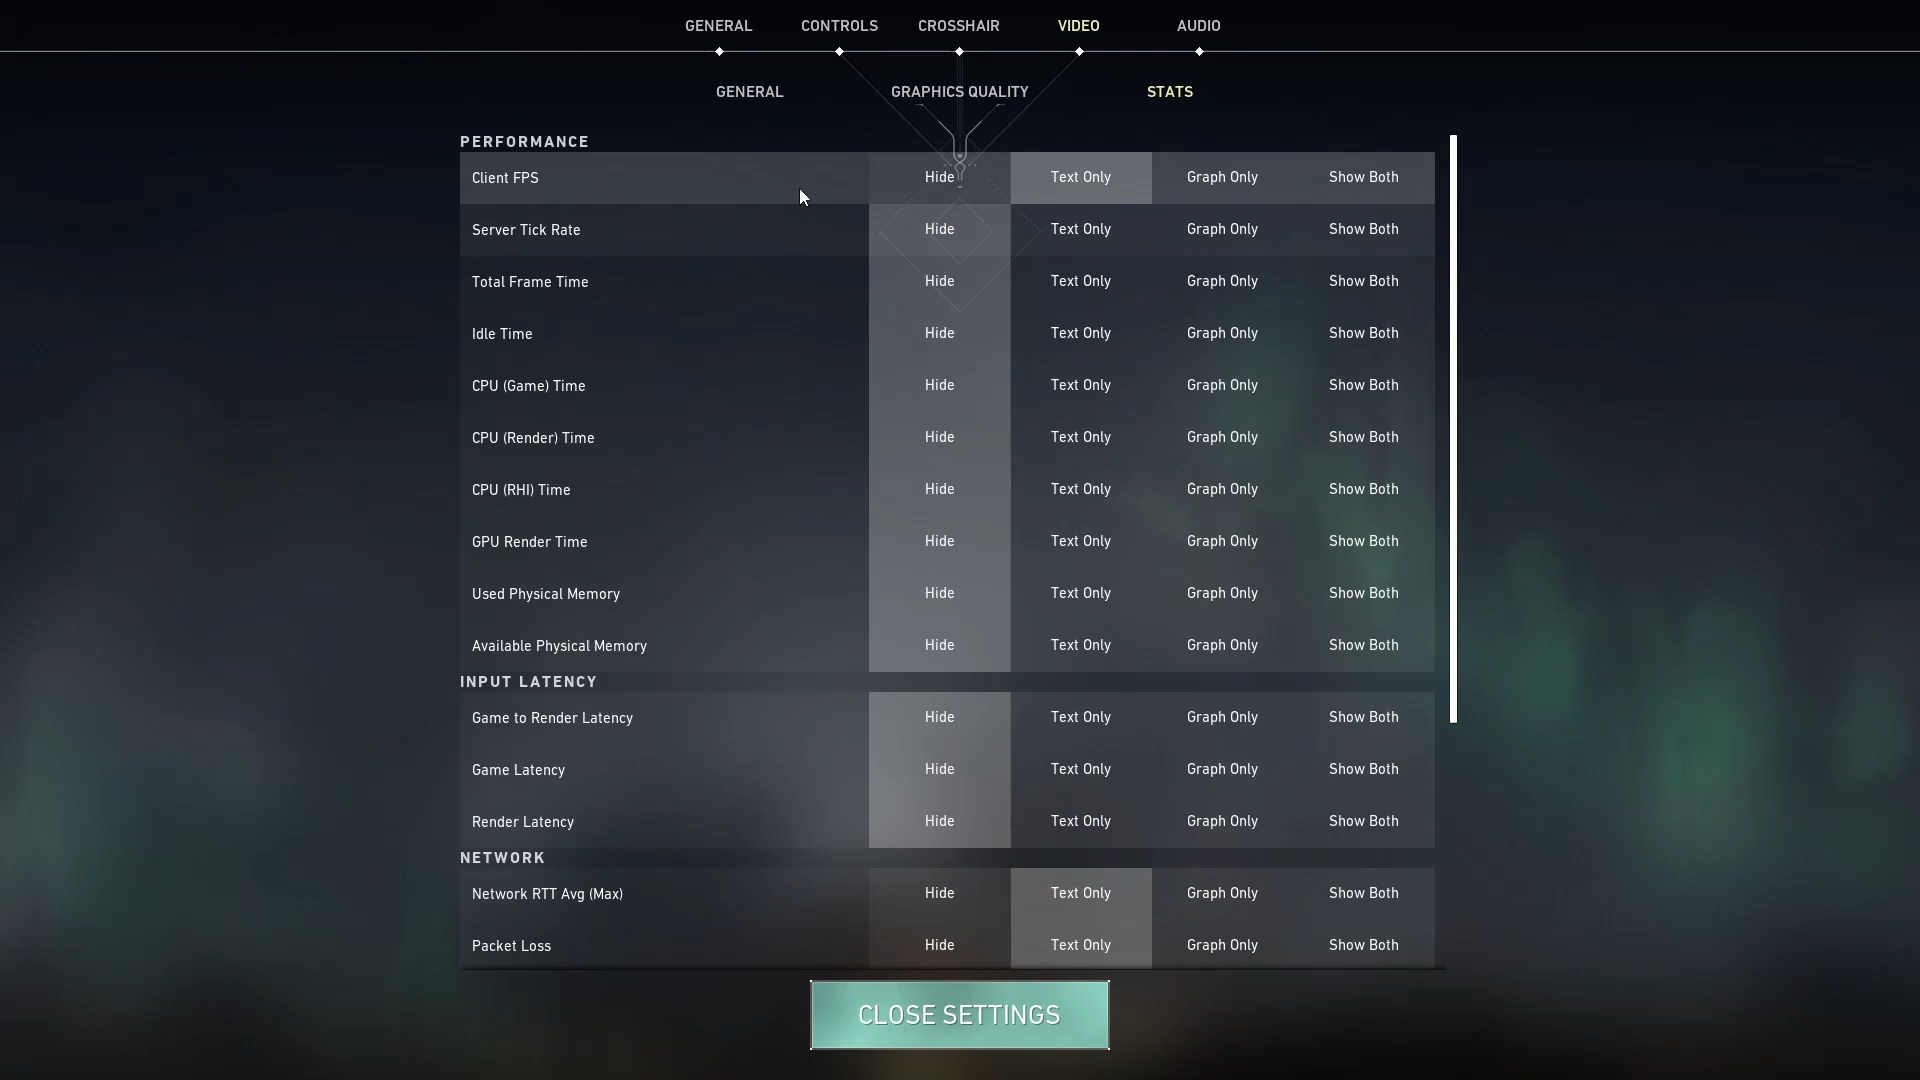 GENERAL CONTROLS CROSSHAIR VIDEO AUDIO
GENERAL GRAPHICS QUALITY STATS
PERFORMANCE
Client FPS Hide Text Only Graph Only Show Both
Server Tick Rate Hide Text Only Graph Only Show Both
Total Frame Time Hide Text Only Graph Only Show Both
Idle Time Hide Text Only Graph Only Show Both
CPU (Game) Time Hide Text Only Graph Only Show Both
CPU (Render) Time Hide Text Only Graph Only Show Both
CPU (RHI) Time Hide Text Only Graph Only Show Both
GPU Render Time Hide Text Only Graph Only Show Both
Used Physical Memory Hide Text Only Graph Only Show Both
Available Physical Memory Hide Text Only Graph Only Show Both
INPUT LATENCY
Game to Render Latency Hide Text Only Graph Only Show Both
Game Latency Hide Text Only Graph Only Show Both
Render Latency Hide Text Only Graph Only Show Both
NETWORK
Network RTT Avg (Max) Hide Text Only Graph Only Show Both
Packet Loss Hide Text Only Graph Only Show Both
CLOSE SETTINGS